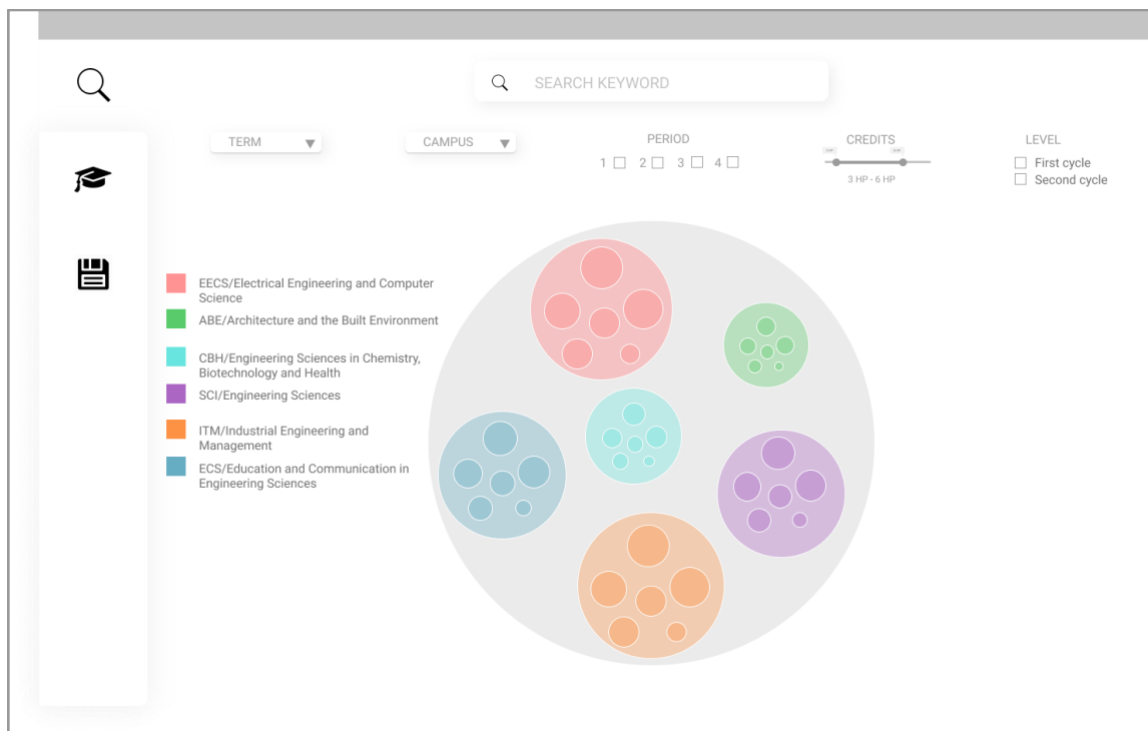 SEARCH KEYWORD
TERM
CAMPUS
PERIOD
1 2 3 4
CREDITS
3 HP - 6 HP
LEVEL
First cycle
Second cycle
EECS/Electrical Engineering and Computer
Science
ABE/Architecture and the Built Environment
CBH/Engineering Sciences in Chemistry,
Biotechnology and Health
SCI/Engineering Sciences
ITM/Industrial Engineering and
Management
ECS/Education and Communication in
Engineering Sciences